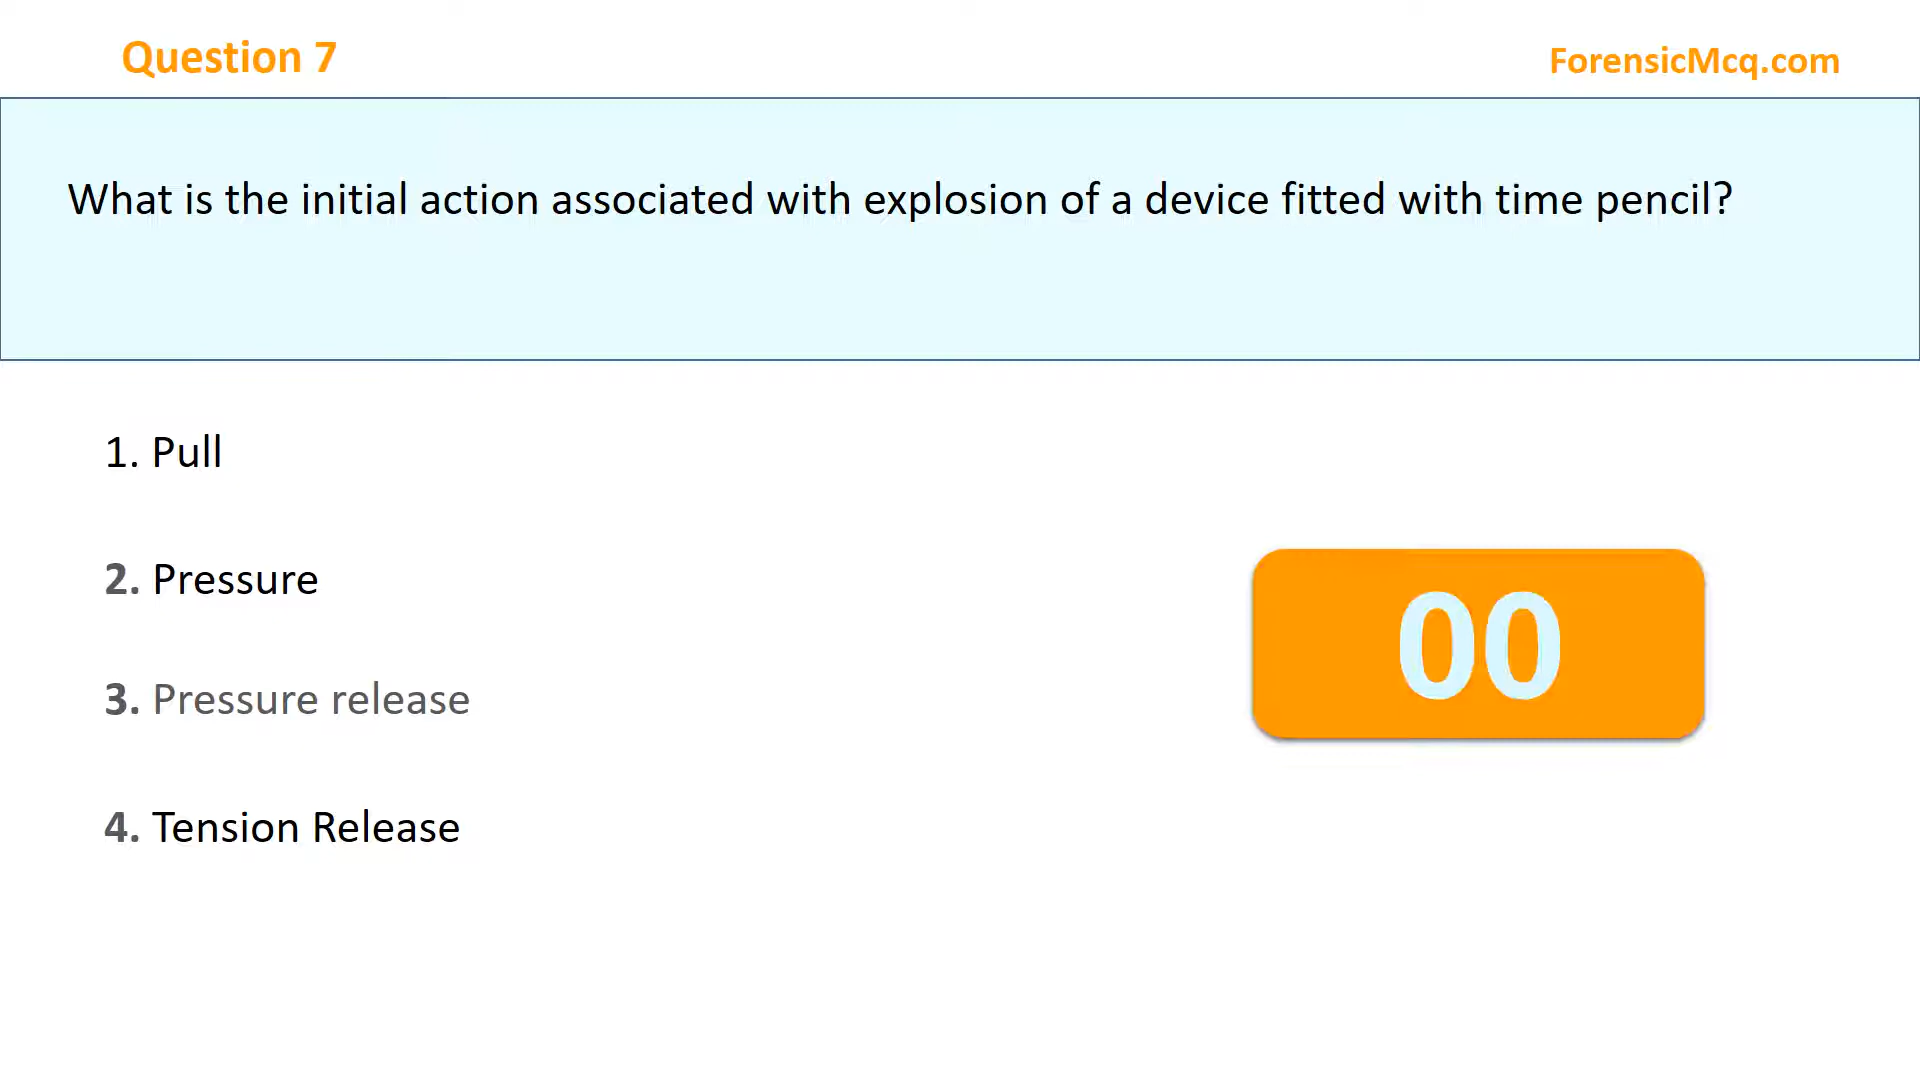 Question 7
ForensicMcq.com
What is the initial action associated with explosion of a device fitted with time pencil?
1. Pull
2. Pressure
3. Pressure release
4. Tension Release
00